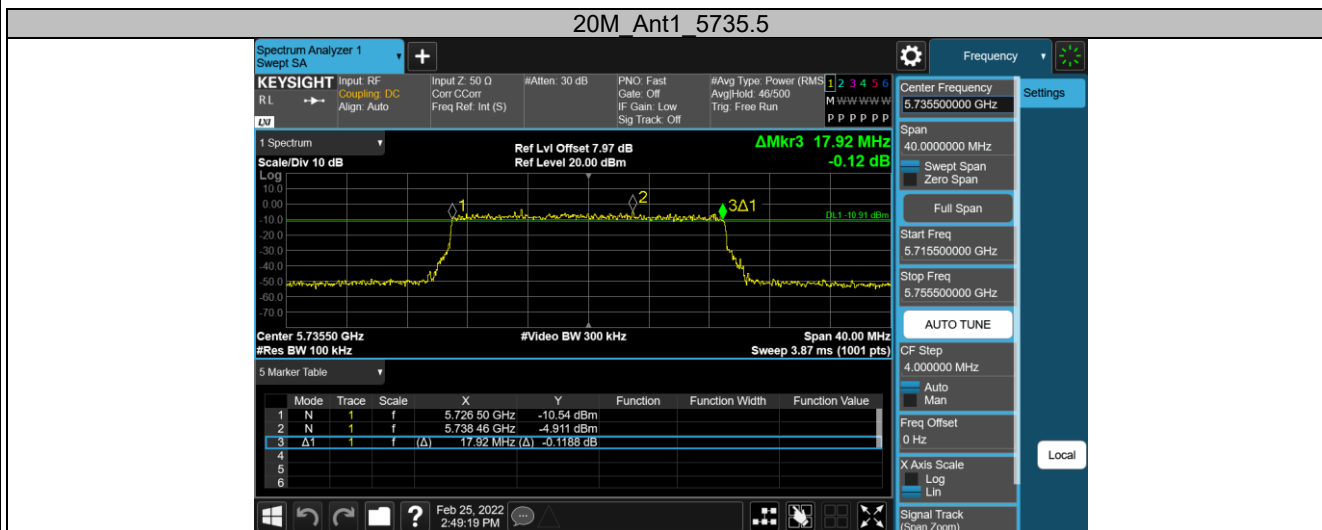 20M_Ant1_5735.5
Spectrum Analyzer 1
Swept SA
Frequency
KEYSIGHT
RL
LXI
Input: RF
Coupling: DC
Align: Auto
Input Z: 50 Ω
Corr CCorr
Freq Ref: Int (S)
#Atten: 30 dB
PNO: Fast
Gate: Off
IF Gain: Low
Sig Track: Off
#Avg Type: Power (RMS
Avg|Hold: 46/500
Trig: Free Run
1 2 3 4 5 6
M W W W W W
P P P P P P
1 Spectrum
Scale/Div 10 dB
Ref Lvl Offset 7.97 dB
Ref Level 20.00 dBm
ΔMkr3 17.92 MHz
-0.12 dB
Log
10.0
0.00
-10.0
-20.0
-30.0
-40.0
-50.0
-60.0
-70.0
1
2
3Δ1
DL1 -10.91 dBm
Center 5.73550 GHz
#Res BW 100 kHz
#Video BW 300 kHz
Span 40.00 MHz
Sweep 3.87 ms (1001 pts)
5 Marker Table
Mode Trace Scale X Y Function Function Width Function Value
1 N 1 f 5.726 50 GHz -10.54 dBm
2 N 1 f 5.738 46 GHz -4.911 dBm
3 Δ1 1 f (Δ) 17.92 MHz (Δ) -0.1188 dB
4
5
6
Feb 25, 2022
2:49:19 PM
Center Frequency
5.735500000 GHz
Settings
Span
40.0000000 MHz
Swept Span
Zero Span
Full Span
Start Freq
5.715500000 GHz
Stop Freq
5.755500000 GHz
AUTO TUNE
CF Step
4.000000 MHz
Auto
Man
Freq Offset
0 Hz
X Axis Scale
Log
Lin
Local
Signal Track
(Span Zoom)